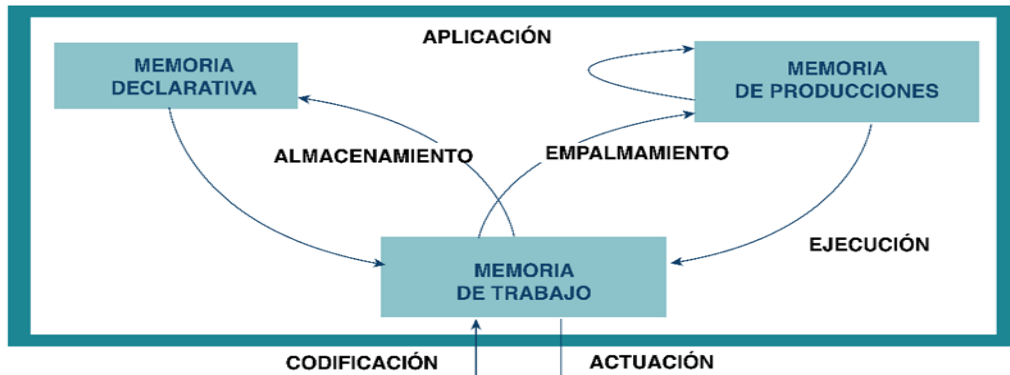 APLICACIÓN
MEMORIA
DECLARATIVA
MEMORIA
DE PRODUCCIONES
ALMACENAMIENTO
EMPALMAMIENTO
EJECUCIÓN
MEMORIA
DE TRABAJO
CODIFICACIÓN
ACTUACIÓN